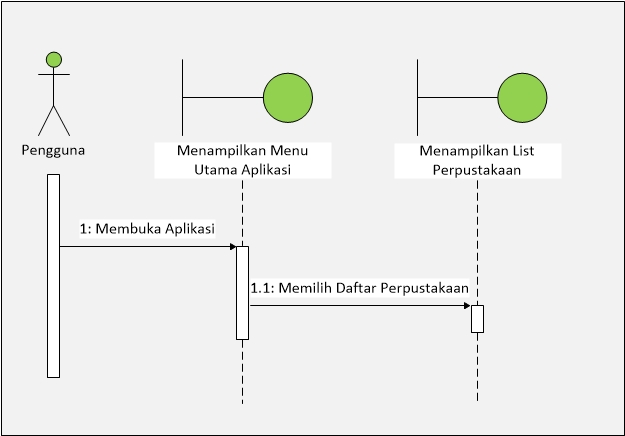 Pengguna
Menampilkan Menu
Utama Aplikasi
Menampilkan List
Perpustakaan
1: Membuka Aplikasi
1.1: Memilih Daftar Perpustakaan